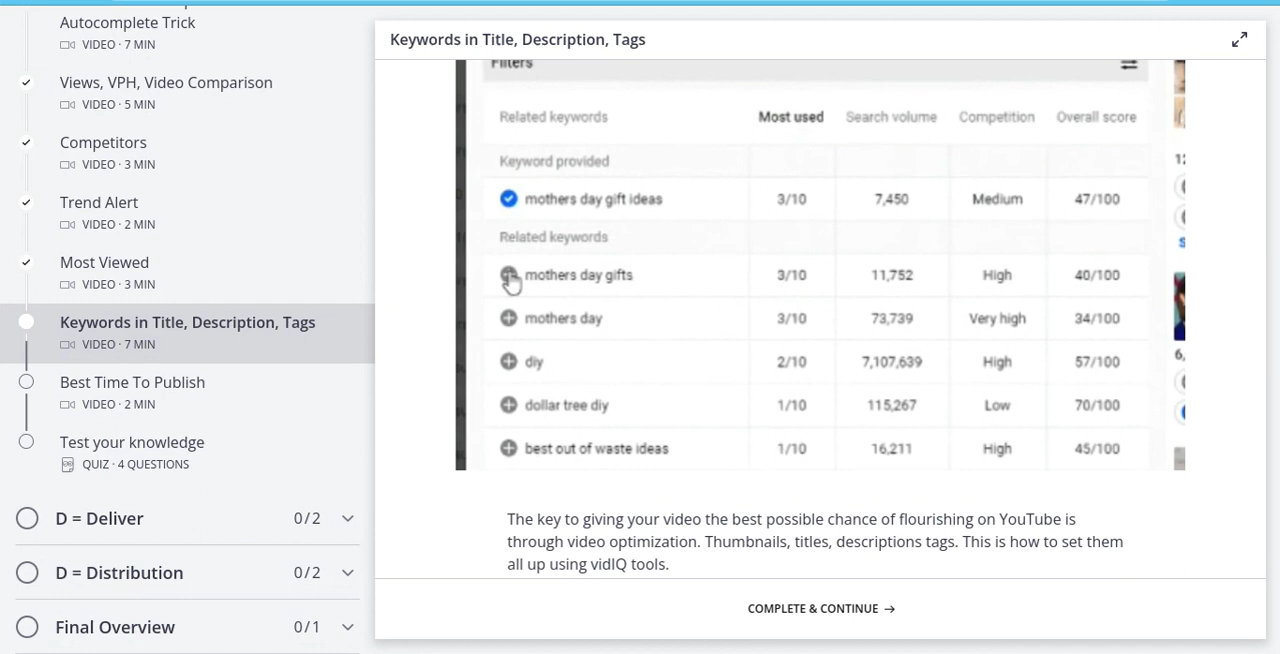 Autocomplete Trick
VIDEO · 7 MIN
Views, VPH, Video Comparison
VIDEO · 5 MIN
Competitors
VIDEO · 3 MIN
Trend Alert
VIDEO · 2 MIN
Most Viewed
VIDEO · 3 MIN
Keywords in Title, Description, Tags
VIDEO · 7 MIN
Best Time To Publish
VIDEO · 2 MIN
Test your knowledge
QUIZ · 4 QUESTIONS
D = Deliver 0/2
D = Distribution 0/2
Final Overview 0/1
Keywords in Title, Description, Tags
Filters
Related keywords Most used Search volume Competition Overall score
Keyword provided
mothers day gift ideas 3/10 7,450 Medium 47/100
Related keywords
mothers day gifts 3/10 11,752 High 40/100
mothers day 3/10 73,739 Very high 34/100
diy 2/10 7,107,639 High 57/100
dollar tree diy 1/10 115,267 Low 70/100
best out of waste ideas 1/10 16,211 High 45/100
The key to giving your video the best possible chance of flourishing on YouTube is
through video optimization. Thumbnails, titles, descriptions tags. This is how to set them
all up using vidIQ tools.
COMPLETE & CONTINUE →